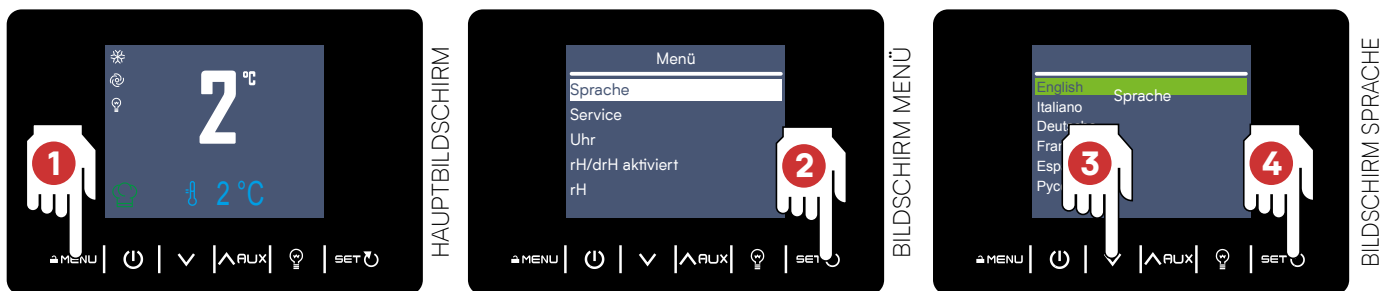 2 °C
2 °C
1
MENU AUX SET
HAUPTBILDSCHIRM
Menü
Sprache
Service
Uhr
rH/drH aktiviert
rH
2
MENU AUX SET
BILDSCHIRM MENÜ
Sprache
English
Italiano
3
4
MENU AUX SET
BILDSCHIRM SPRACHE